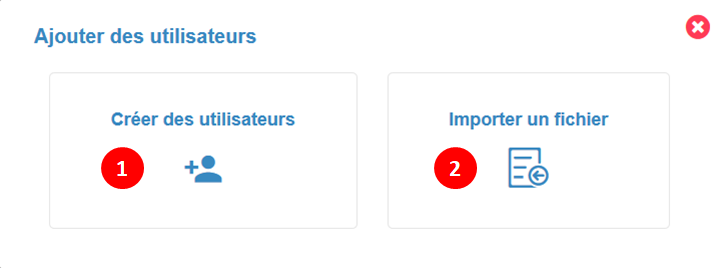 Ajouter des utilisateurs
Créer des utilisateurs
Importer un fichier
1
2